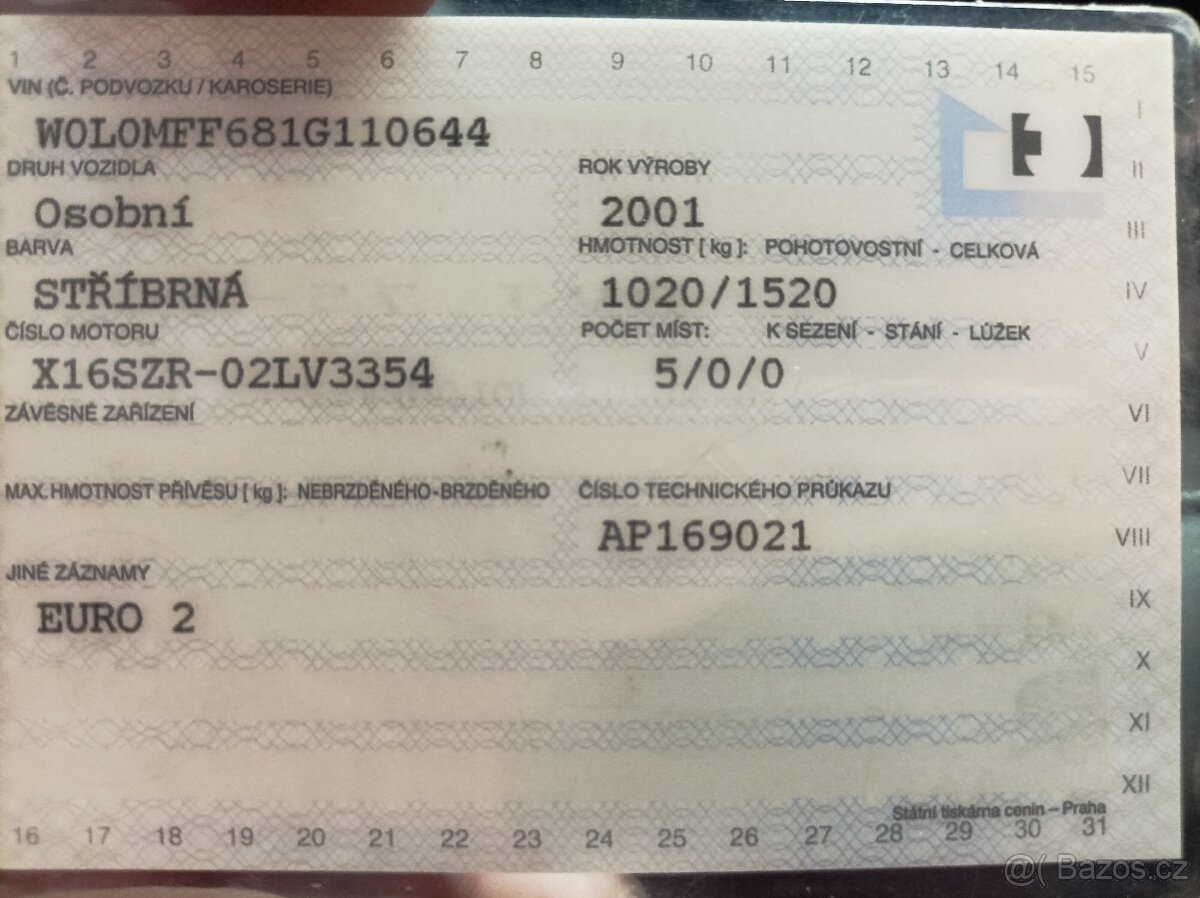 1 2 3 4 5 6 7 8 9 10 11 12 13 14 15
VIN (Č. PODVOZKU / KAROSERIE)
W0L0MFF681G110644
DRUH VOZIDLA ROK VÝROBY
Osobní 2001
BARVA HMOTNOST [ kg ]: POHOTOVOSTNÍ - CELKOVÁ
STŘÍBRNÁ 1020/1520
ČÍSLO MOTORU POČET MÍST: K SEZENÍ - STÁNÍ - LŮŽEK
X16SZR-02LV3354 5/0/0
ZÁVĚSNÉ ZAŘÍZENÍ
MAX. HMOTNOST PŘÍVĚSU [ kg ]: NEBRZDĚNÉHO-BRZDĚNÉHO ČÍSLO TECHNICKÉHO PRŮKAZU
AP169021
JINÉ ZÁZNAMY
EURO 2
I
II
III
IV
V
VI
VII
VIII
IX
X
XI
XII
Státní tiskárna cenin – Praha
16 17 18 19 20 21 22 23 24 25 26 27 28 29 30 31
@( Bazos.cz